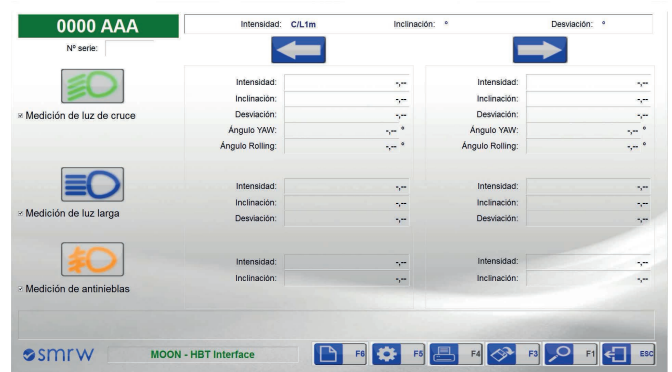 0000 AAA
Intensidad: C/L1m Inclinación: º Desviación: º
Nº serie:
Intensidad: -,-- Intensidad: -,--
Inclinación: -,-- Inclinación: -,--
Medición de luz de cruce Desviación: -,-- Desviación: -,--
Ángulo YAW: -,-- º Ángulo YAW: -,-- º
Ángulo Rolling: -,-- º Ángulo Rolling: -,-- º
Intensidad: -,-- Intensidad: -,--
Inclinación: -,-- Inclinación: -,--
Medición de luz larga Desviación: -,-- Desviación: -,--
Intensidad: -,-- Intensidad: -,--
Inclinación: -,-- Inclinación: -,--
Medición de antinieblas
smrw MOON - HBT Interface F6 F5 F4 F3 F1 ESC